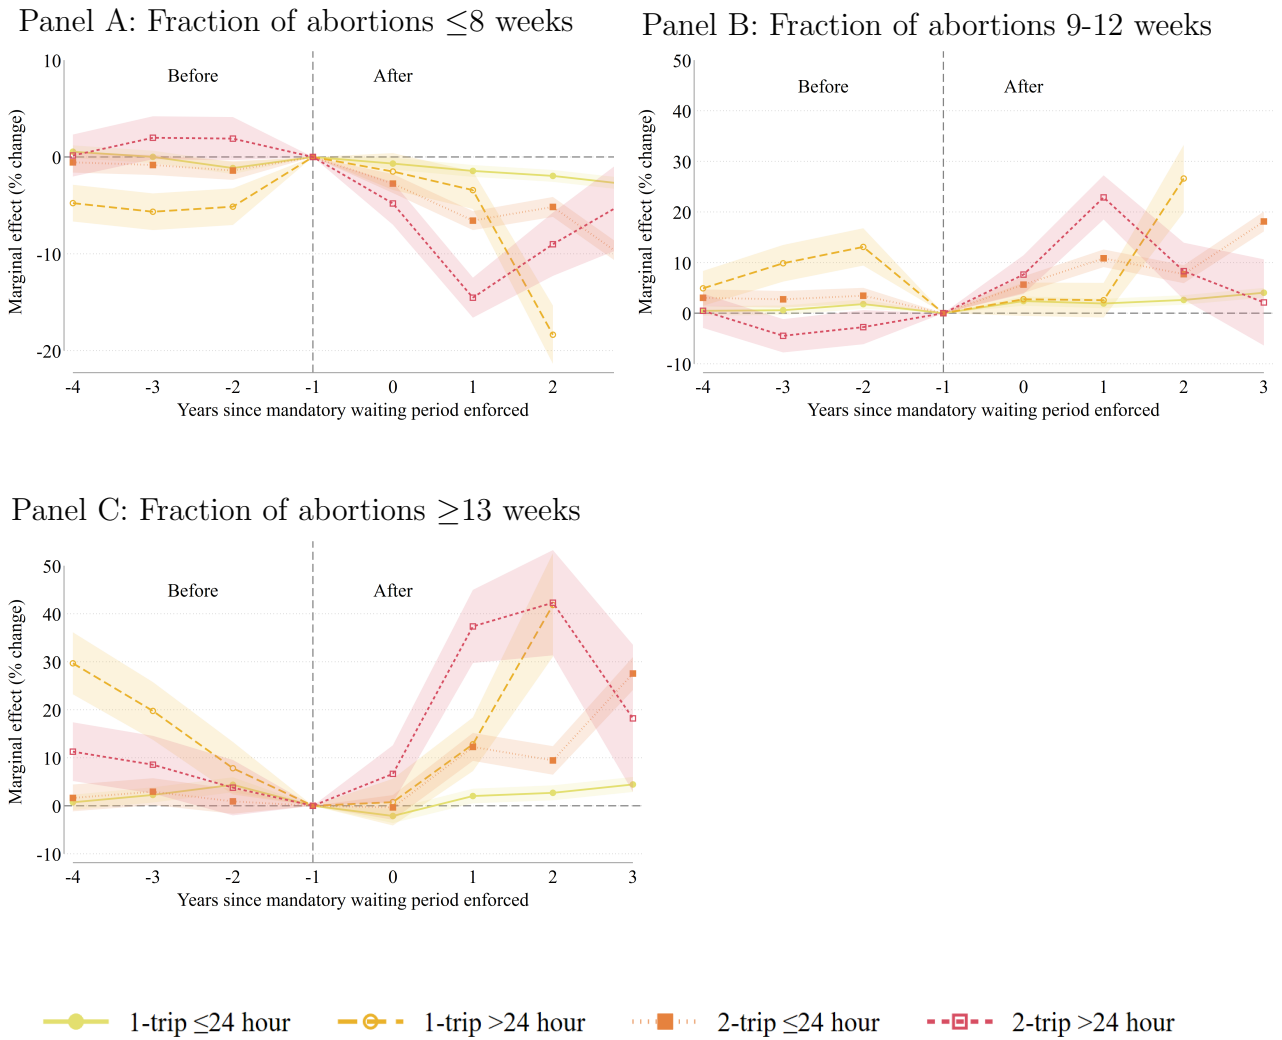 Panel A: Fraction of abortions ≤8 weeks
Marginal effect (% change)
10
0
-10
-20
Before
After
-4 -3 -2 -1 0 1 2
Years since mandatory waiting period enforced
Panel B: Fraction of abortions 9-12 weeks
Marginal effect (% change)
50
40
30
20
10
0
-10
Before
After
-4 -3 -2 -1 0 1 2 3
Years since mandatory waiting period enforced
Panel C: Fraction of abortions ≥13 weeks
Marginal effect (% change)
50
40
30
20
10
0
-10
Before
After
-4 -3 -2 -1 0 1 2 3
Years since mandatory waiting period enforced
1-trip ≤24 hour
1-trip >24 hour
2-trip ≤24 hour
2-trip >24 hour